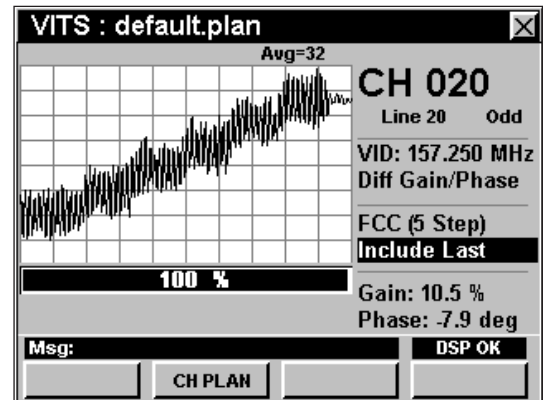 VITS : default.plan
Avg=32
CH 020
Line 20 Odd
VID: 157.250 MHz
Diff Gain/Phase
FCC (5 Step)
Include Last
100 %
Gain: 10.5 %
Phase: -7.9 deg
Msg: DSP OK
CH PLAN